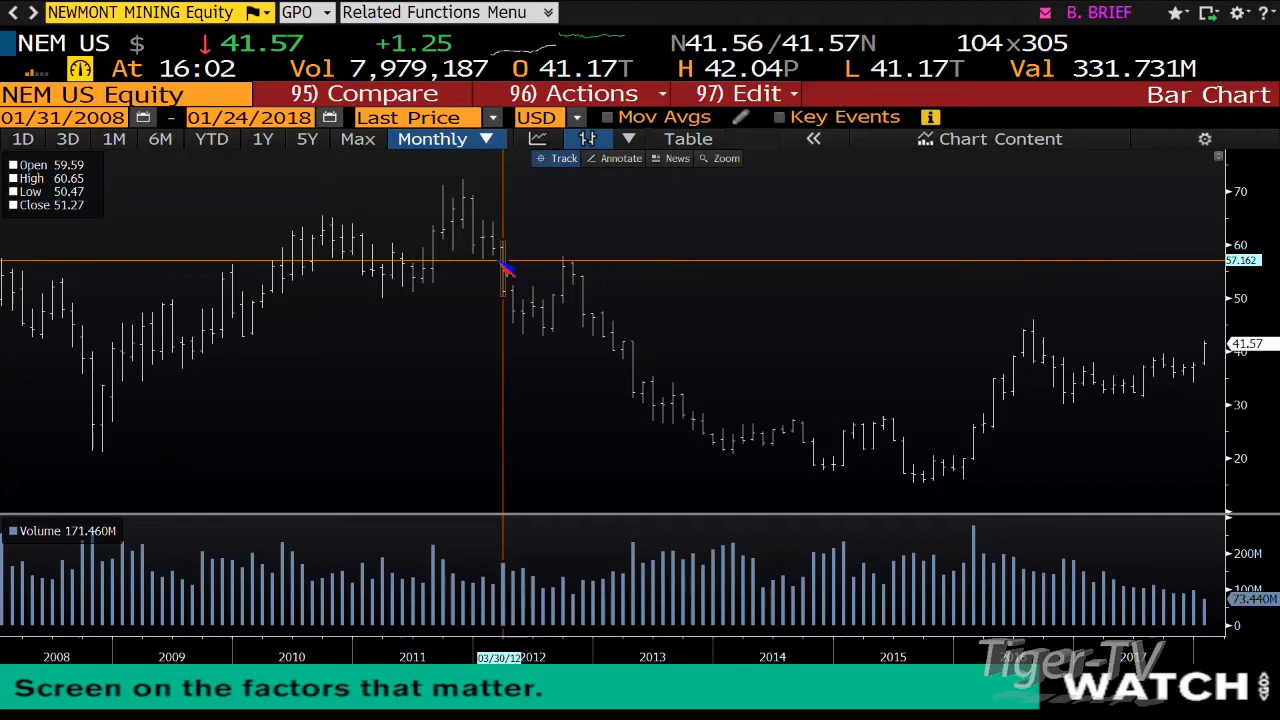 NEWMONT MINING Equity GPO Related Functions Menu B. BRIEF ?
NEM US $ ↓ 41.57 +1.25 N41.56 /41.57N 104 x305
At 16:02 Vol 7,979,187 O 41.17T H 42.04P L 41.17T Val 331.731M
NEM US Equity 95) Compare 96) Actions 97) Edit Bar Chart
01/31/2008 - 01/24/2018 Last Price USD Mov Avgs Key Events i
1D 3D 1M 6M YTD 1Y 5Y Max Monthly ▼ Table « Chart Content
Track Annotate News Zoom
Open 59.59
High 60.65
Low 50.47
Close 51.27
70
60
57.162
50
41.57
40
30
20
Volume 171.460M
200M
100M
73.440M
0
2008 2009 2010 2011 03/30/12 2012 2013 2014 2015 2016 2017
Tiger-TV
Screen on the factors that matter.
WATCH